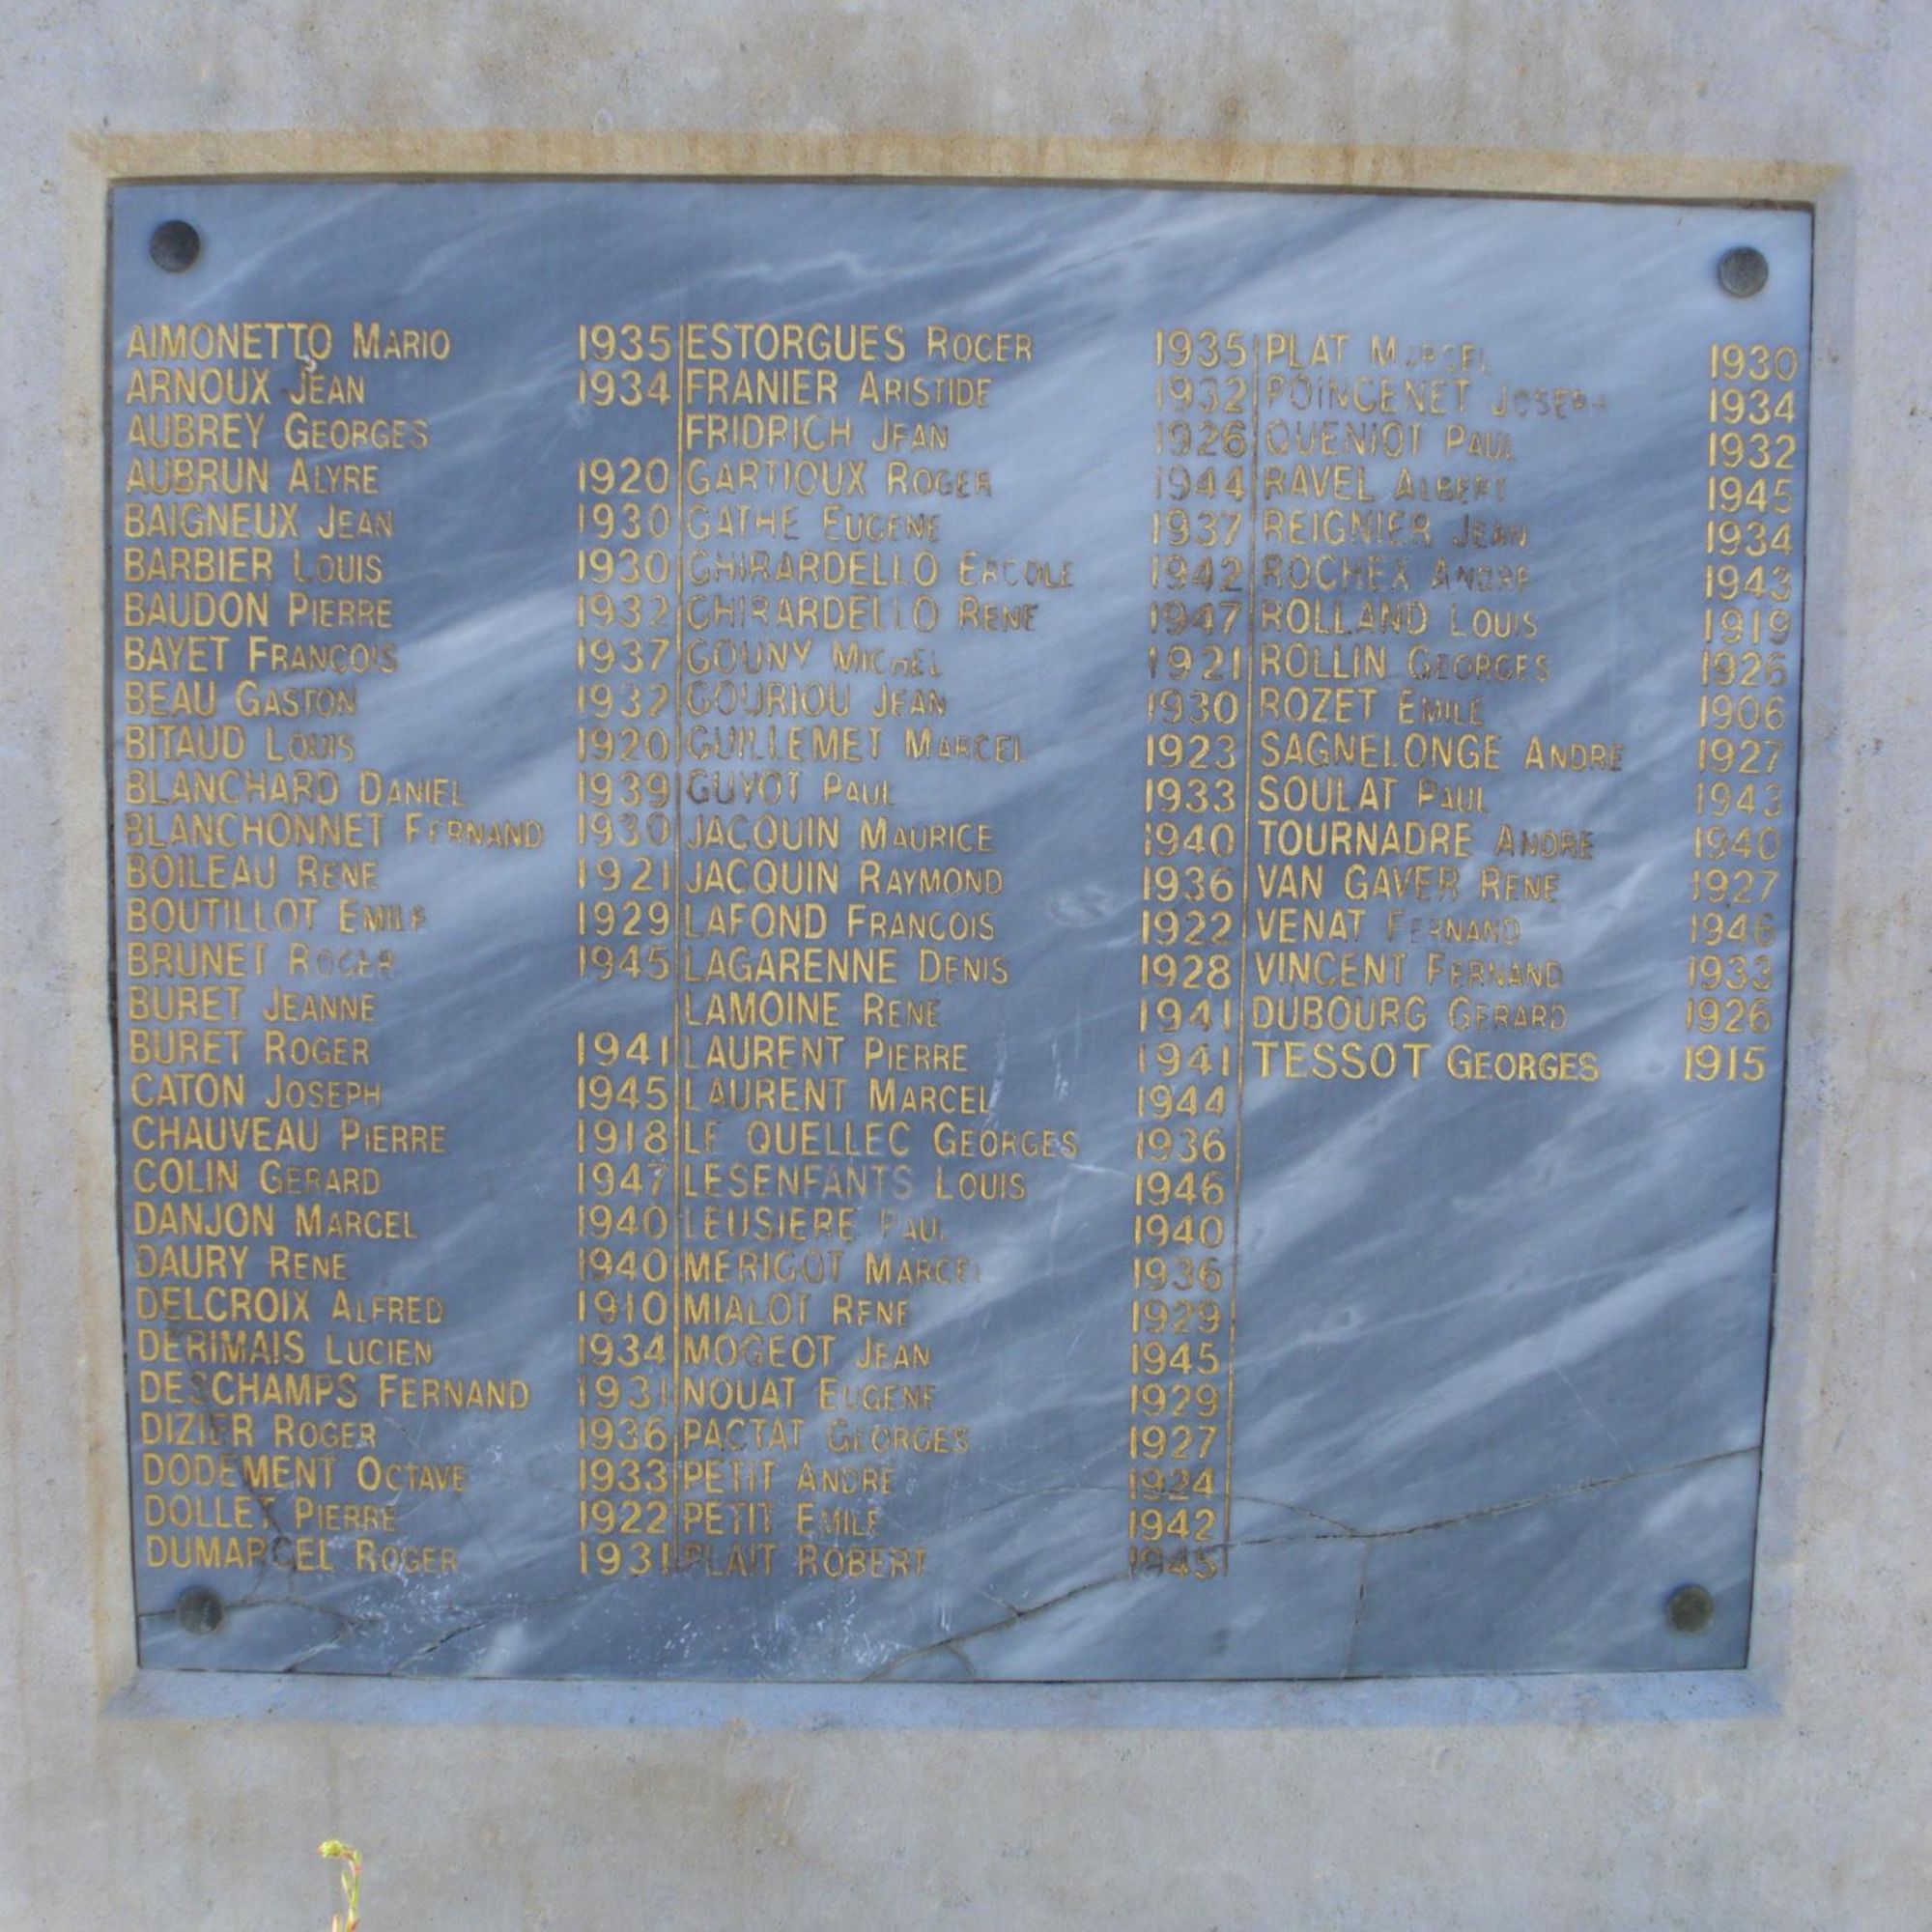 AIMONETTO MARIO 1935
ARNOUX JEAN 1934
AUBREY GEORGES
AUBRUN ALYRE 1920
BAIGNEUX JEAN 1930
BARBIER LOUIS 1930
BAUDON PIERRE 1932
BAYET FRANÇOIS 1937
BEAU GASTON 1932
BITAUD LOUIS 1920
BLANCHARD DANIEL 1939
BLANCHONNET FERNAND 1930
BOILEAU RENE 1921
BOUTILLOT EMILE 1929
BRUNET ROGER 1945
BURET JEANNE
BURET ROGER 1941
CATON JOSEPH 1945
CHAUVEAU PIERRE 1918
COLIN GERARD 1947
DANJON MARCEL 1940
DAURY RENE 1940
DELCROIX ALFRED 1910
DERIMAIS LUCIEN 1934
DESCHAMPS FERNAND 1931
DIZIER ROGER 1936
DODEMENT OCTAVE 1933
DOLLET PIERRE 1922
DUMARCEL ROGER 1931
ESTORGUES ROGER 1935
FRANIER ARISTIDE 1932
FRIDRICH JEAN 1926
GARTIOUX ROGER 1944
GATHE EUGENE 1937
GHIRARDELLO ERCOLE 1942
GHIRARDELLO RENE 1947
GOUNY MICHEL 1921
GOURIOU JEAN 1930
GUILLEMET MARCEL 1923
GUYOT PAUL 1933
JACQUIN MAURICE 1940
JACQUIN RAYMOND 1936
LAFOND FRANCOIS 1922
LAGARENNE DENIS 1928
LAMOINE RENE 1941
LAURENT PIERRE 1941
LAURENT MARCEL 1944
LE QUELLEC GEORGES 1936
LESENFANTS LOUIS 1946
LEUSIERE PAUL 1940
MERIGOT MARCEL 1936
MIALOT RENE 1929
MOGEOT JEAN 1945
NOUAT EUGENE 1929
PACTAT GEORGES 1927
PETIT ANDRE 1924
PETIT EMILE 1942
PLAIT ROBERT 1945
PLAT MARCEL 1930
POINCENET JOSEPH 1934
QUENIOT PAUL 1932
RAVEL ALBERT 1945
REIGNIER JEAN 1934
ROCHEX ANDRE 1943
ROLLAND LOUIS 1919
ROLLIN GEORGES 1926
ROZET EMILE 1906
SAGNELONGE ANDRE 1927
SOULAT PAUL 1943
TOURNADRE ANDRE 1940
VAN GAVER RENE 1927
VENAT FERNAND 1946
VINCENT FERNAND 1933
DUBOURG GERARD 1926
TESSOT GEORGES 1915